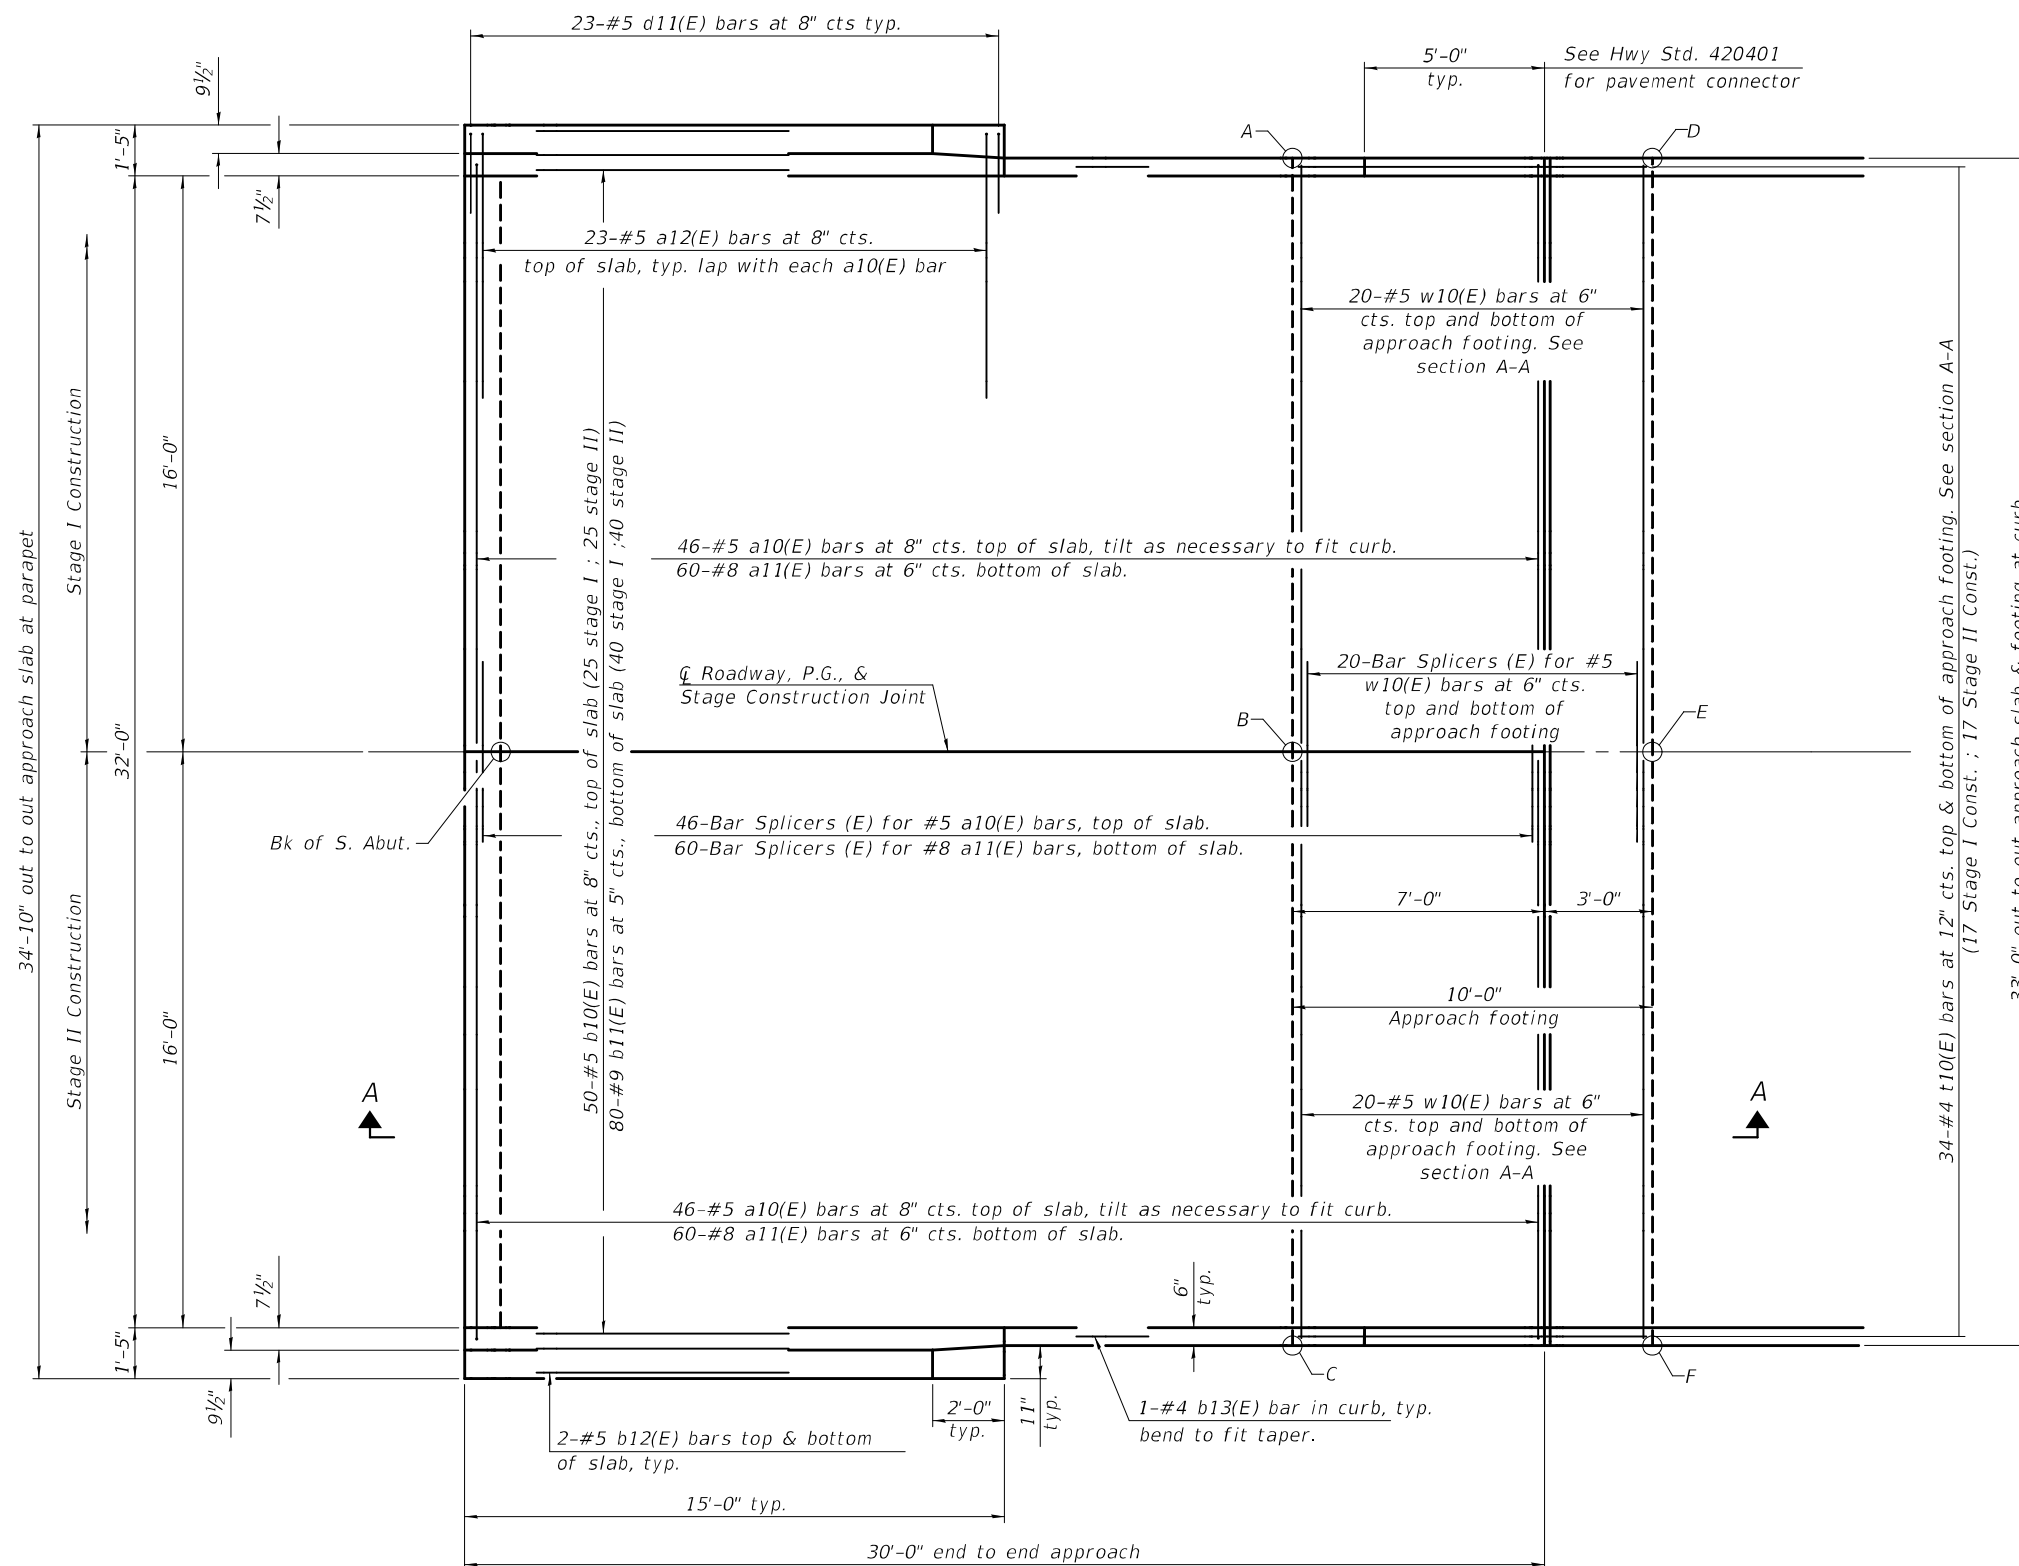 23-#5 d11(E) bars at 8" cts typ.
5'-0"
typ.
See Hwy Std. 420401
for pavement connector
9½"
1'-5"
7½"
A
D
23-#5 a12(E) bars at 8" cts.
top of slab, typ. lap with each a10(E) bar
20-#5 w10(E) bars at 6"
cts. top and bottom of
approach footing. See
section A-A
34'-10" out to out approach slab at parapet
Stage I Construction
32'-0"
16'-0"
50-#5 b10(E) bars at 8" cts., top of slab (25 stage I ; 25 stage II)
80-#9 b11(E) bars at 5" cts., bottom of slab (40 stage I ;40 stage II)
46-#5 a10(E) bars at 8" cts. top of slab, tilt as necessary to fit curb.
60-#8 a11(E) bars at 6" cts. bottom of slab.
34-#4 t10(E) bars at 12" cts. top & bottom of approach footing. See section A-A
(17 Stage I Const. ; 17 Stage II Const.)
33'-0" out to out approach slab & footing at curb
℄ Roadway, P.G., &
Stage Construction Joint
20-Bar Splicers (E) for #5
w10(E) bars at 6" cts.
top and bottom of
approach footing
B
E
Bk of S. Abut.
46-Bar Splicers (E) for #5 a10(E) bars, top of slab.
60-Bar Splicers (E) for #8 a11(E) bars, bottom of slab.
7'-0"
3'-0"
Stage II Construction
16'-0"
10'-0"
Approach footing
A
A
20-#5 w10(E) bars at 6"
cts. top and bottom of
approach footing. See
section A-A
46-#5 a10(E) bars at 8" cts. top of slab, tilt as necessary to fit curb.
60-#8 a11(E) bars at 6" cts. bottom of slab.
7½"
6"
typ.
1'-5"
9½"
C
F
2'-0"
typ.
11"
typ.
1-#4 b13(E) bar in curb, typ.
bend to fit taper.
2-#5 b12(E) bars top & bottom
of slab, typ.
15'-0" typ.
30'-0" end to end approach